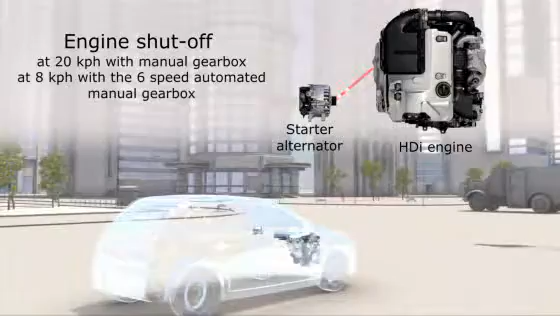 Engine shut-off
at 20 kph with manual gearbox
at 8 kph with the 6 speed automated
manual gearbox
Starter
alternator
HDi engine